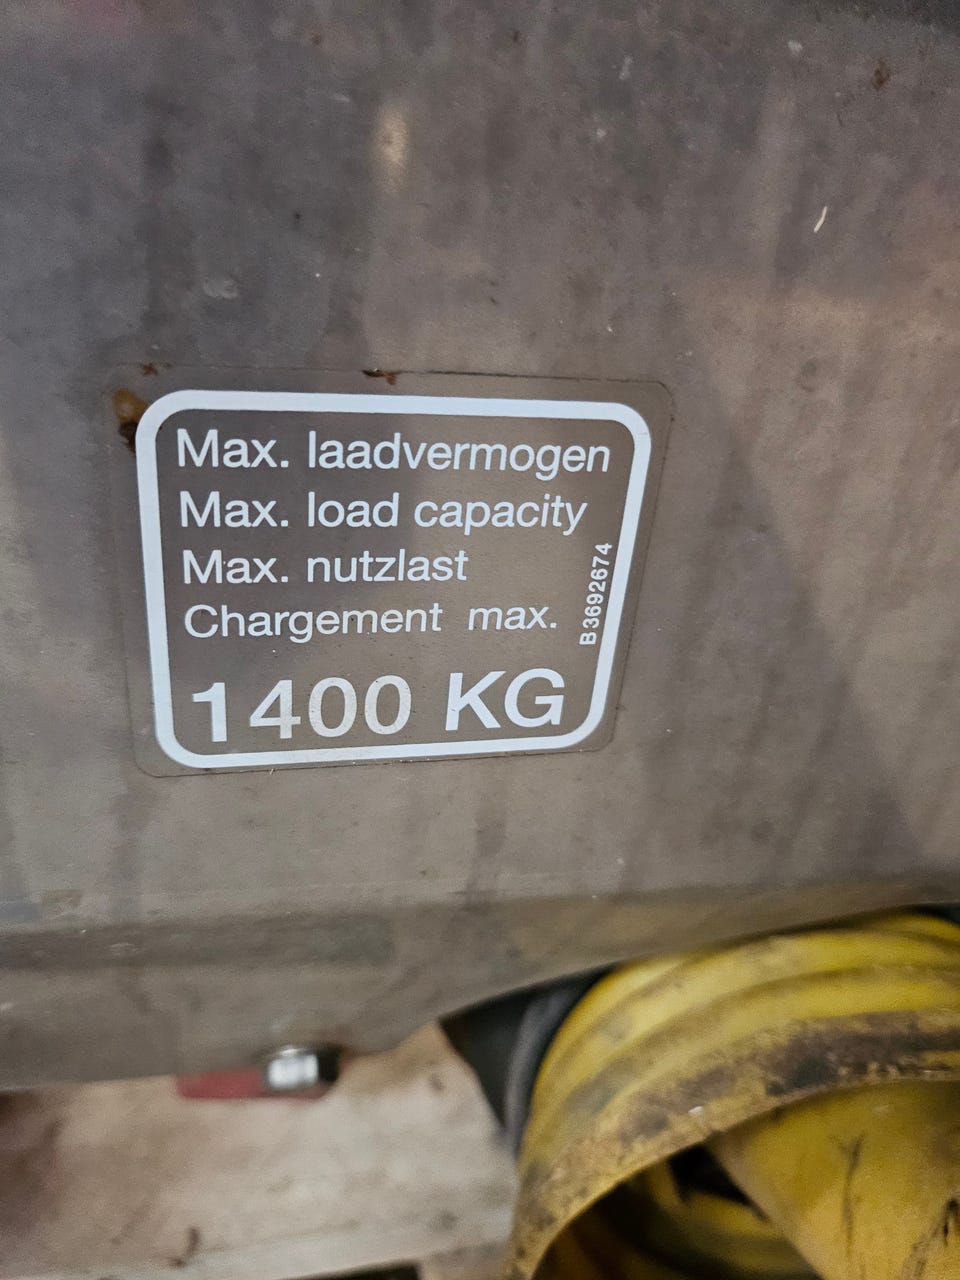 Max. laadvermogen
Max. load capacity
Max. nutzlast
Chargement max.
B3692674
1400 KG